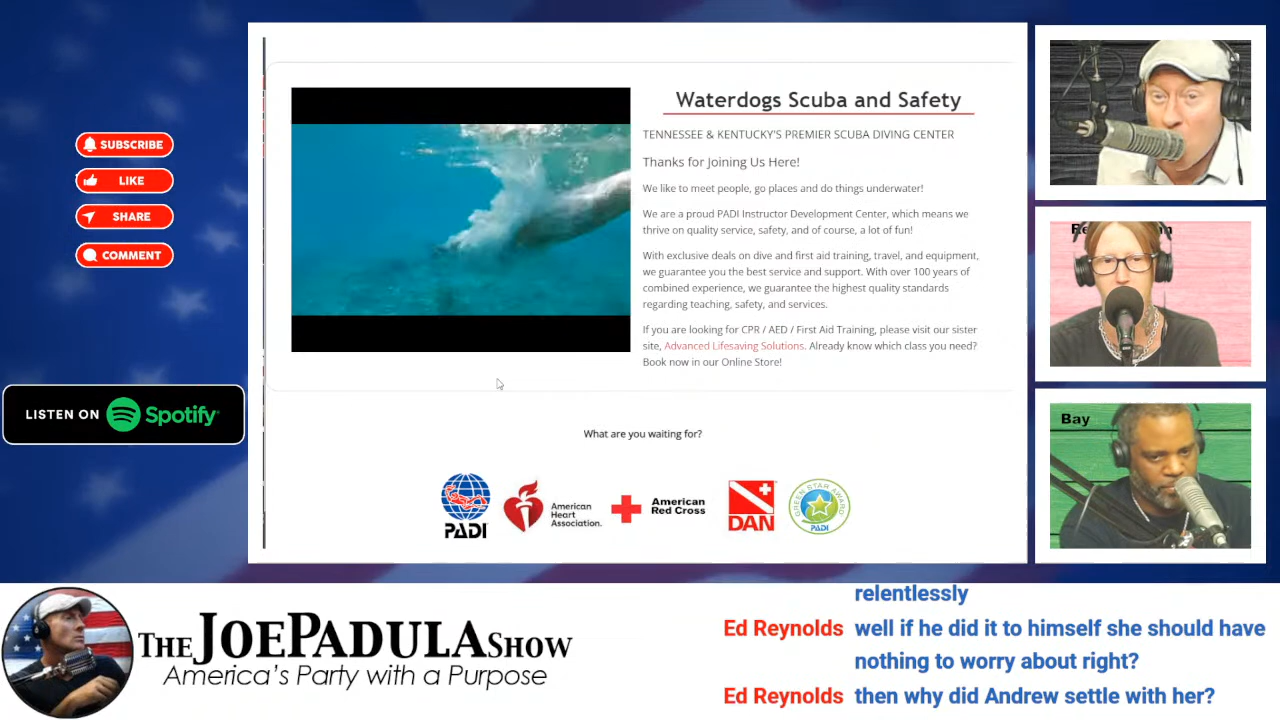 SUBSCRIBE
LIKE
SHARE
COMMENT
LISTEN ON Spotify
Waterdogs Scuba and Safety
TENNESSEE & KENTUCKY'S PREMIER SCUBA DIVING CENTER
Thanks for Joining Us Here!
We like to meet people, go places and do things underwater!
We are a proud PADI Instructor Development Center, which means we
thrive on quality service, safety, and of course, a lot of fun!
With exclusive deals on dive and first aid training, travel, and equipment,
we guarantee you the best service and support. With over 100 years of
combined experience, we guarantee the highest quality standards
regarding teaching, safety, and services.
If you are looking for CPR / AED / First Aid Training, please visit our sister
site, Advanced Lifesaving Solutions. Already know which class you need?
Book now in our Online Store!
What are you waiting for?
PADI
American
Heart
Association.
American
Red Cross
DAN
GREEN STAR AWARD
PADI
Bay
THE JOEPADULA SHOW
America's Party with a Purpose
relentlessly
Ed Reynolds well if he did it to himself she should have
nothing to worry about right?
Ed Reynolds then why did Andrew settle with her?